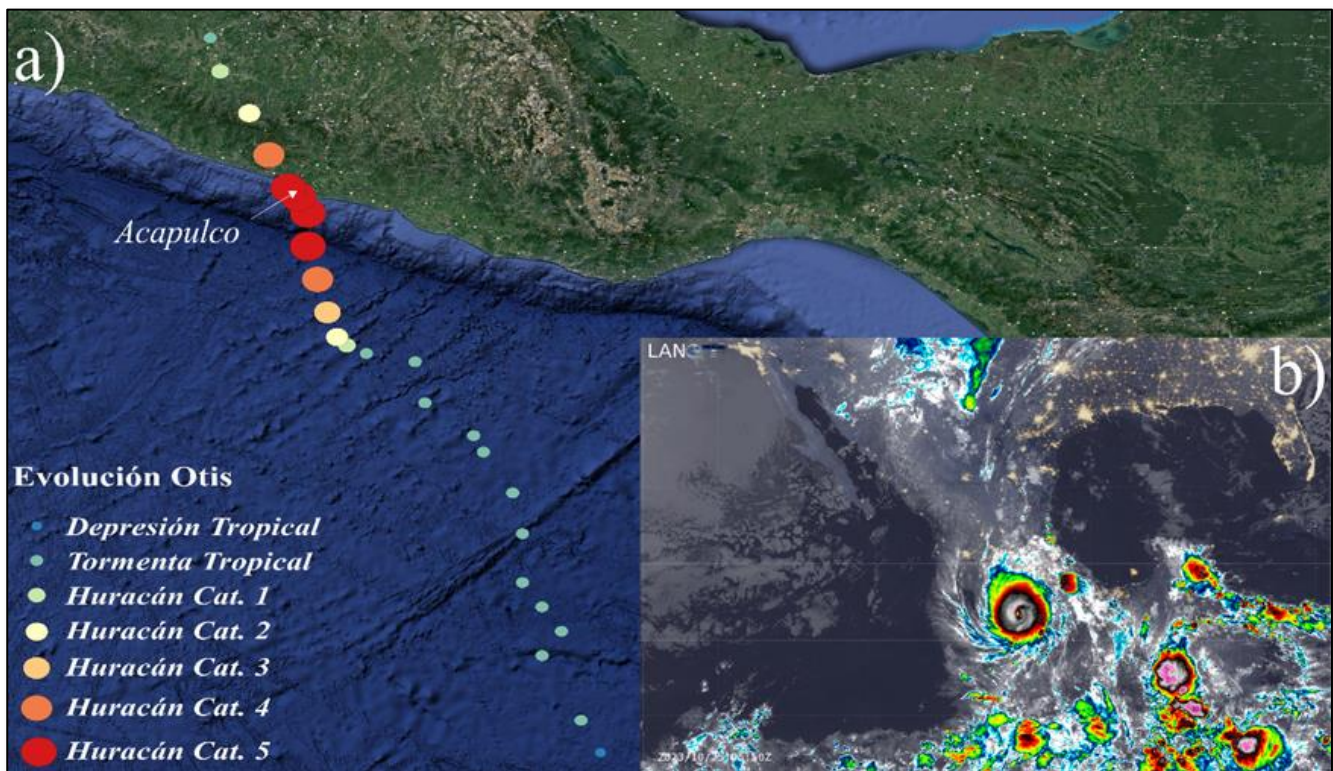 a)
Acapulco
Evolución Otis
Depresión Tropical
Tormenta Tropical
Huracán Cat. 1
Huracán Cat. 2
Huracán Cat. 3
Huracán Cat. 4
Huracán Cat. 5
LANOT
b)